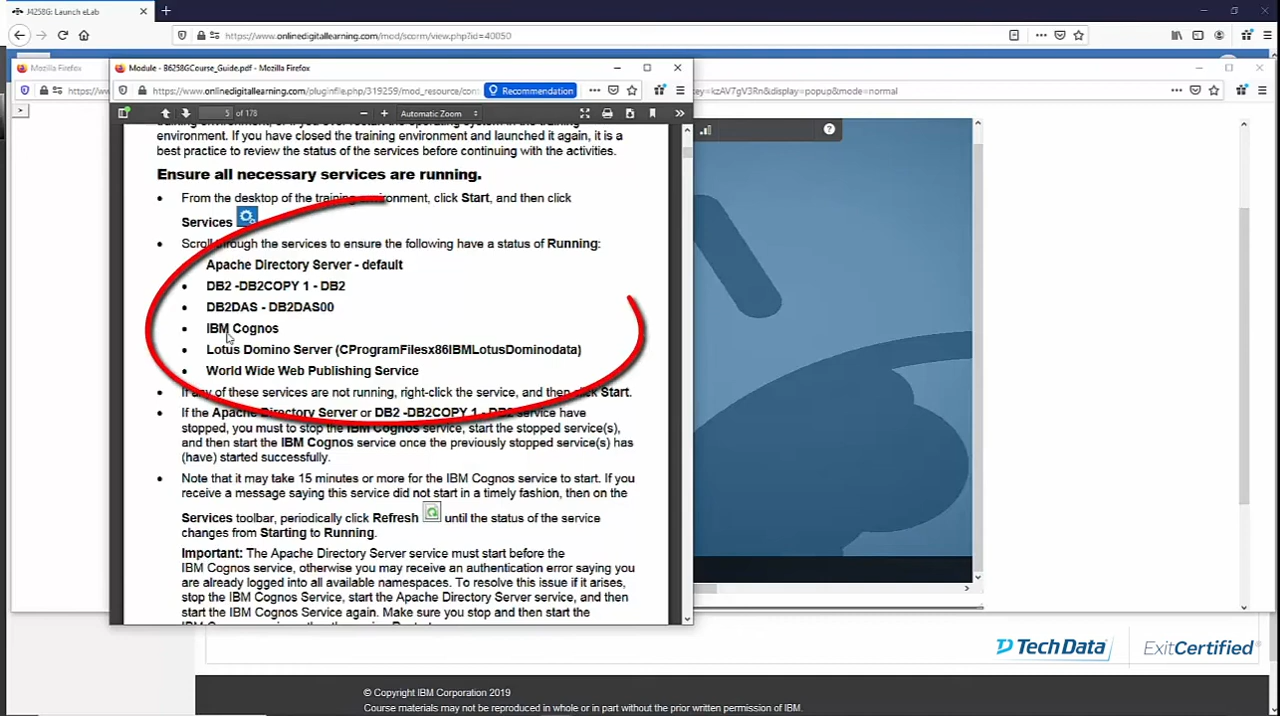 J4258G: Launch eLab
https://www.onlinedigitallearning.com/mod/scorm/view.php?id=40050
Mozilla Firefox
Module - B6258GCourse_Guide.pdf - Mozilla Firefox
https://ww
https://www.onlinedigitallearning.com/pluginfile.php/319259/mod_resource/con
Recommendation
ey=kzAV7gV3Rn&display=popup&mode=normal
5 of 178
Automatic Zoom
environment. If you have closed the training environment and launched it again, it is a
best practice to review the status of the services before continuing with the activities.
Ensure all necessary services are running.
• From the desktop of the training environment, click Start, and then click
Services
• Scroll through the services to ensure the following have a status of Running:
Apache Directory Server - default
• DB2 -DB2COPY 1 - DB2
• DB2DAS - DB2DAS00
• IBM Cognos
• Lotus Domino Server (CProgramFilesx86IBMLotusDominodata)
• World Wide Web Publishing Service
• If any of these services are not running, right-click the service, and then click Start.
• If the Apache Directory Server or DB2 -DB2COPY 1 - DB2 service have
stopped, you must to stop the IBM Cognos service, start the stopped service(s),
and then start the IBM Cognos service once the previously stopped service(s) has
(have) started successfully.
• Note that it may take 15 minutes or more for the IBM Cognos service to start. If you
receive a message saying this service did not start in a timely fashion, then on the
Services toolbar, periodically click Refresh until the status of the service
changes from Starting to Running.
Important: The Apache Directory Server service must start before the
IBM Cognos service, otherwise you may receive an authentication error saying you
are already logged into all available namespaces. To resolve this issue if it arises,
stop the IBM Cognos Service, start the Apache Directory Server service, and then
start the IBM Cognos Service again. Make sure you stop and then start the
TechData
ExitCertified
© Copyright IBM Corporation 2019
Course materials may not be reproduced in whole or in part without the prior written permission of IBM.